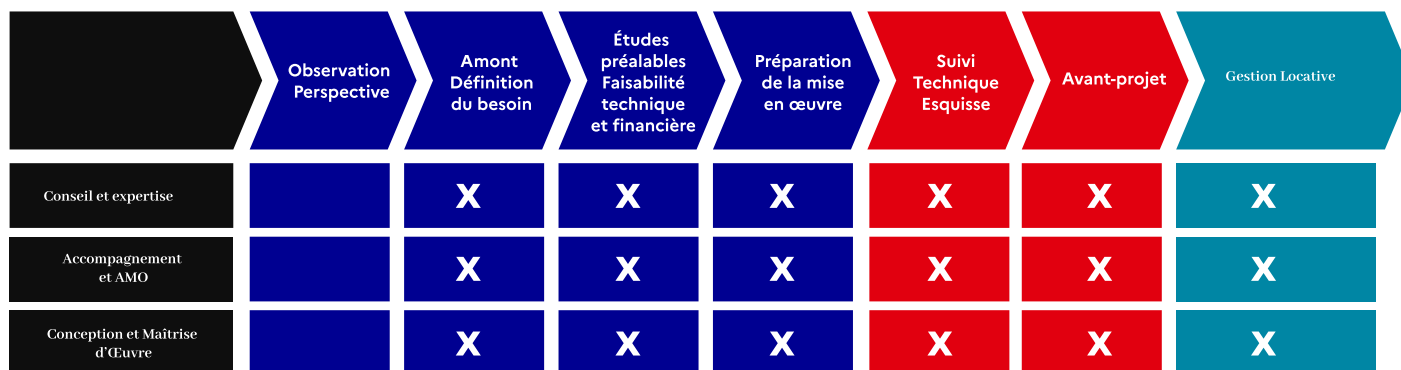 Observation
Perspective
Amont
Définition
du besoin
Études
préalables
Faisabilité
technique
et financière
Préparation
de la mise
en œuvre
Suivi
Technique
Esquisse
Avant-projet
Gestion Locative
Conseil et expertise
X X X X X X
Accompagnement
et AMO
X X X X X X
Conception et Maîtrise
d'Œuvre
X X X X X X